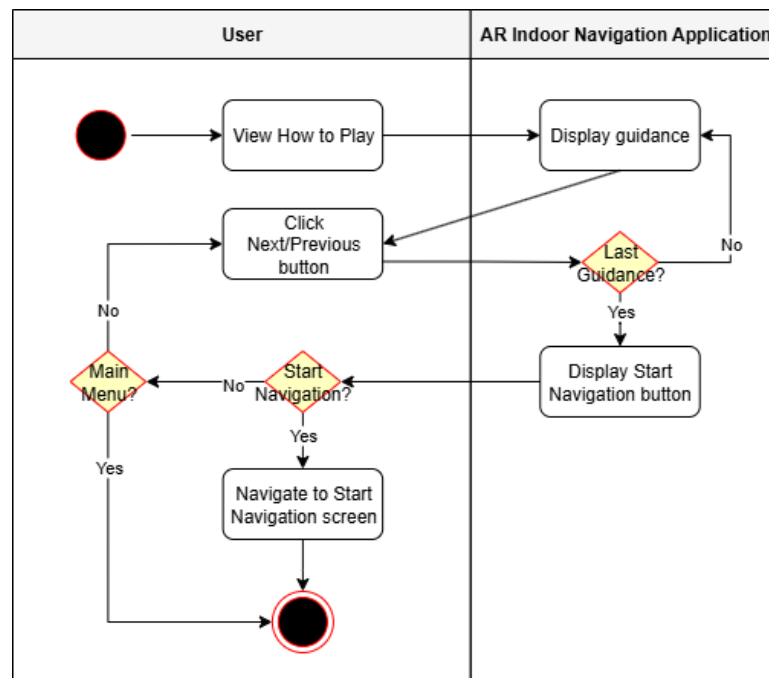 User
AR Indoor Navigation Application
View How to Play
Display guidance
Click
Next/Previous
button
Last
Guidance?
No
Yes
No
Main
Menu?
No
Start
Navigation?
Display Start
Navigation button
Yes
Yes
Navigate to Start
Navigation screen